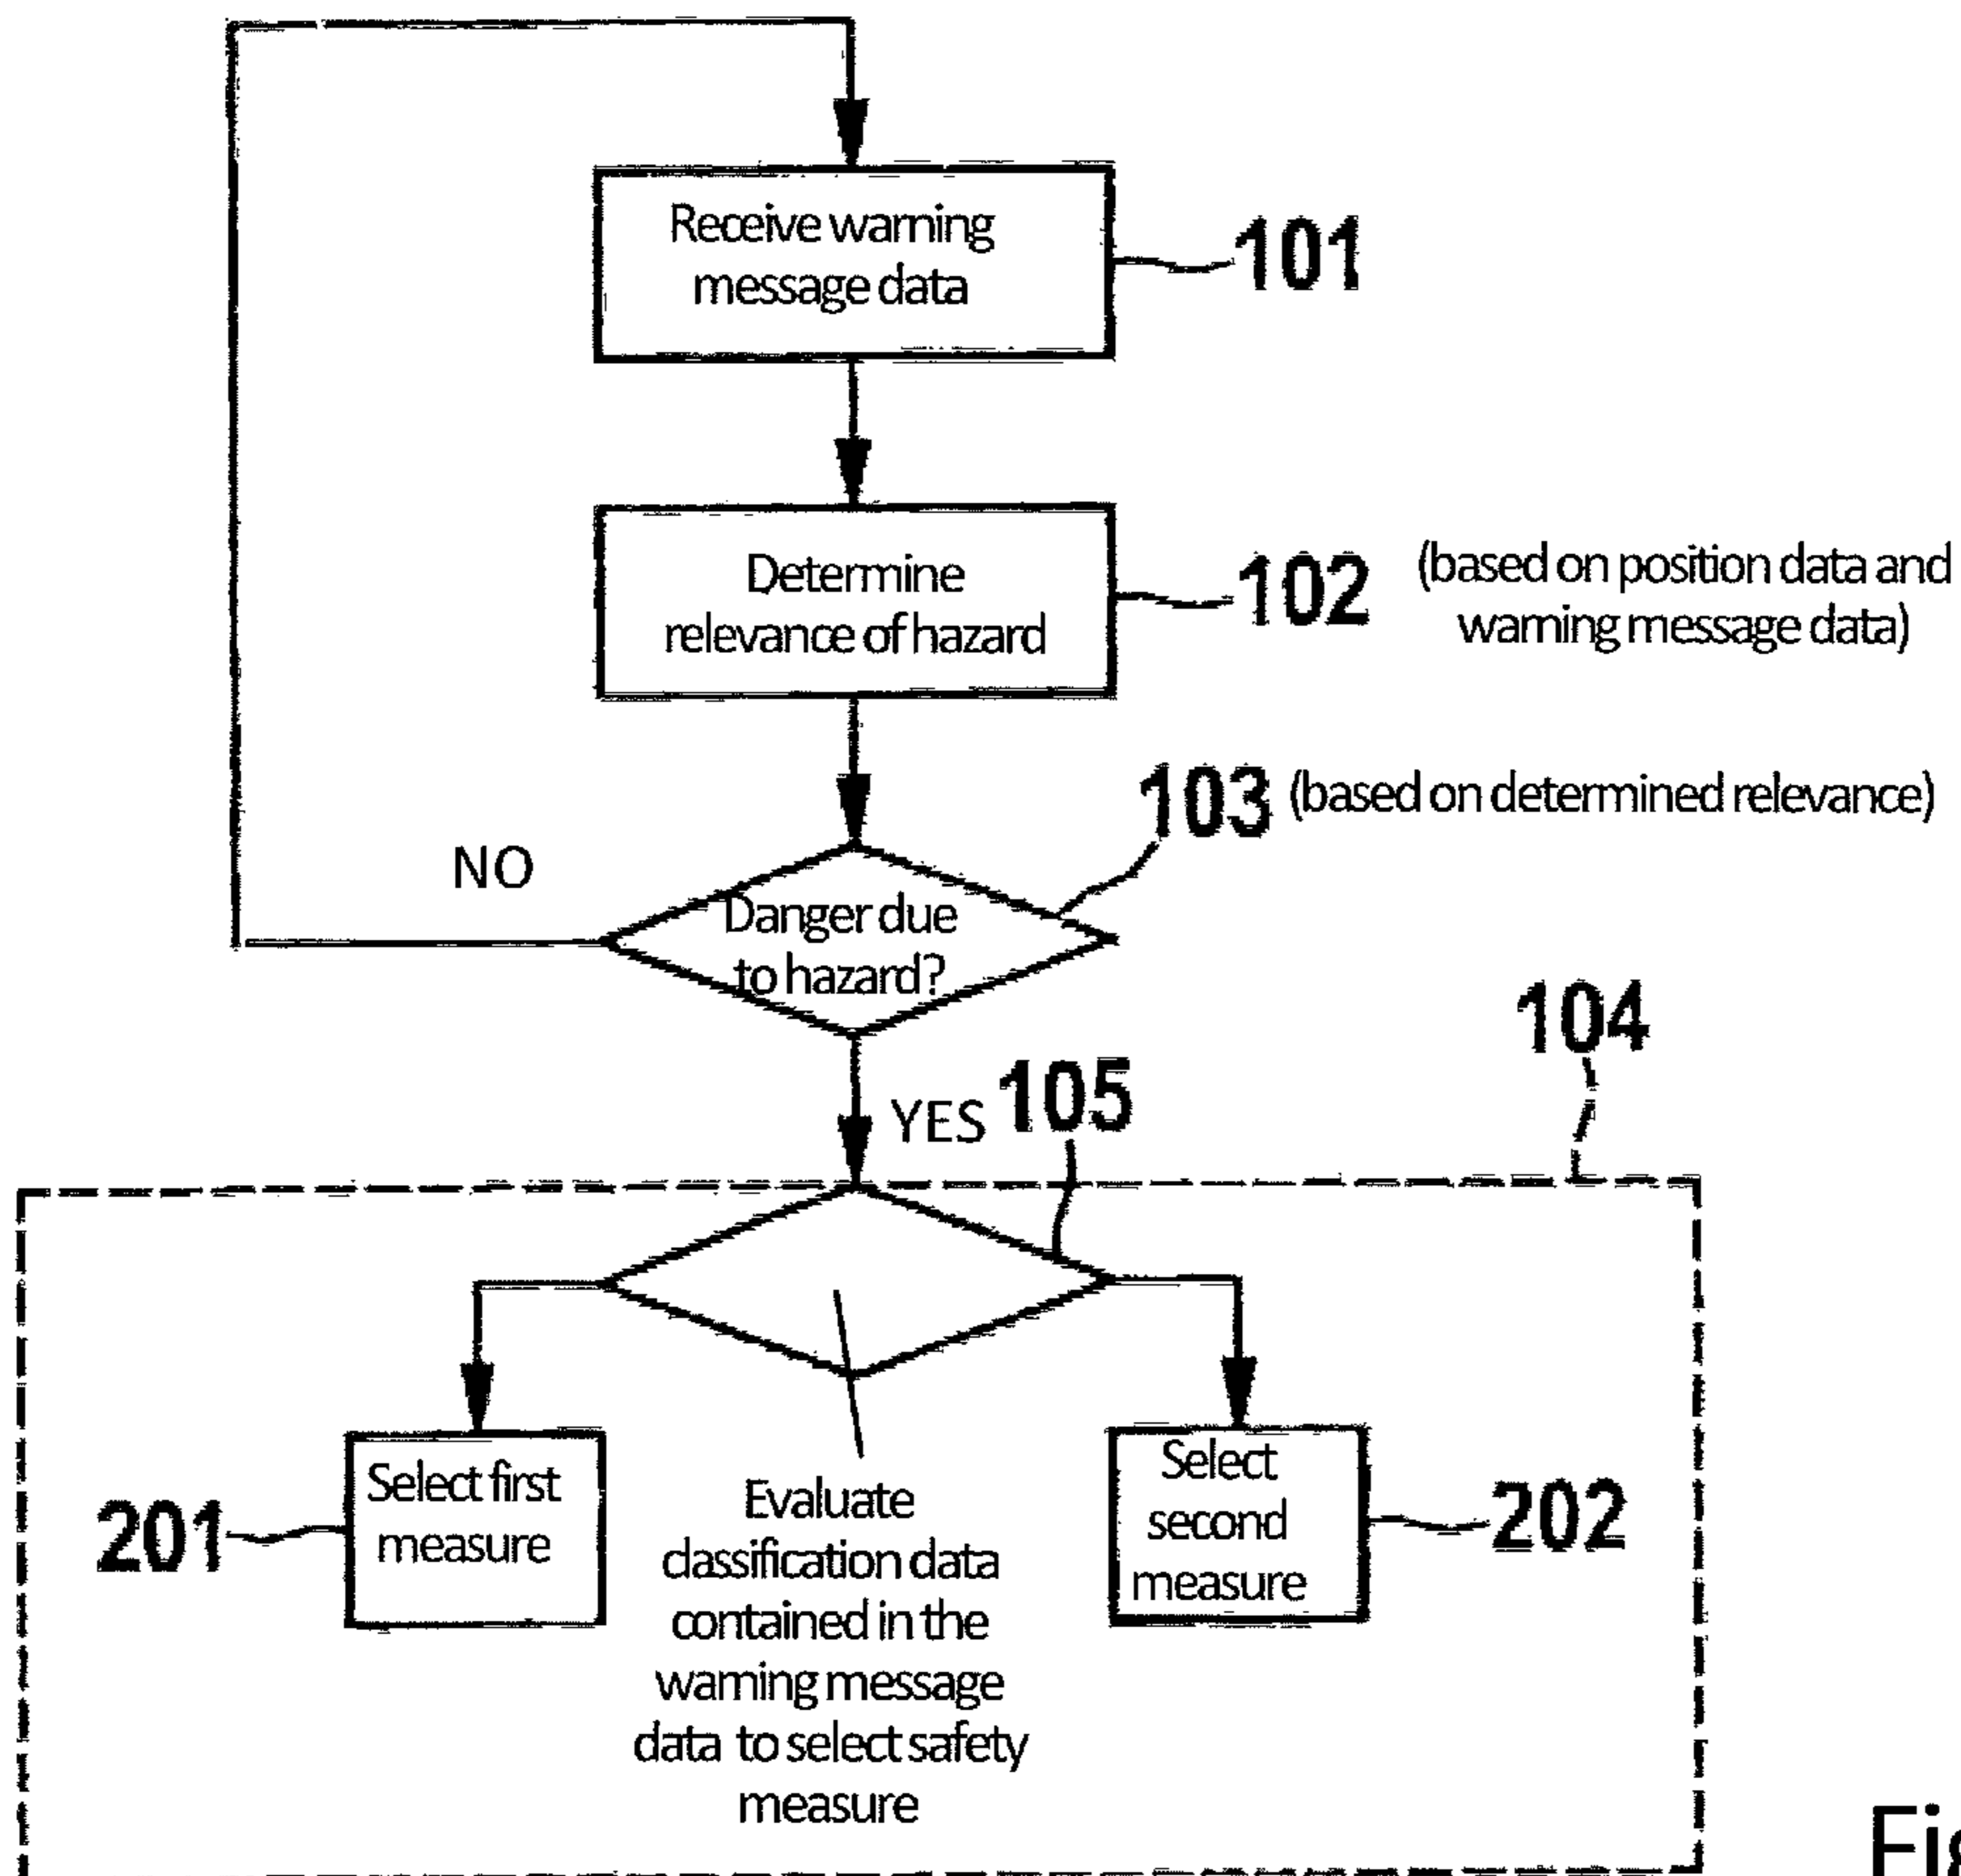 Receive warning
message data
101
Determine
relevance of hazard
102
(based on position data and
warning message data)
103 (based on determined relevance)
NO
Danger due
to hazard?
104
YES
105
Select first
measure
201
Evaluate
classification data
contained in the
warning message
data to select safety
measure
Select
second
measure
202